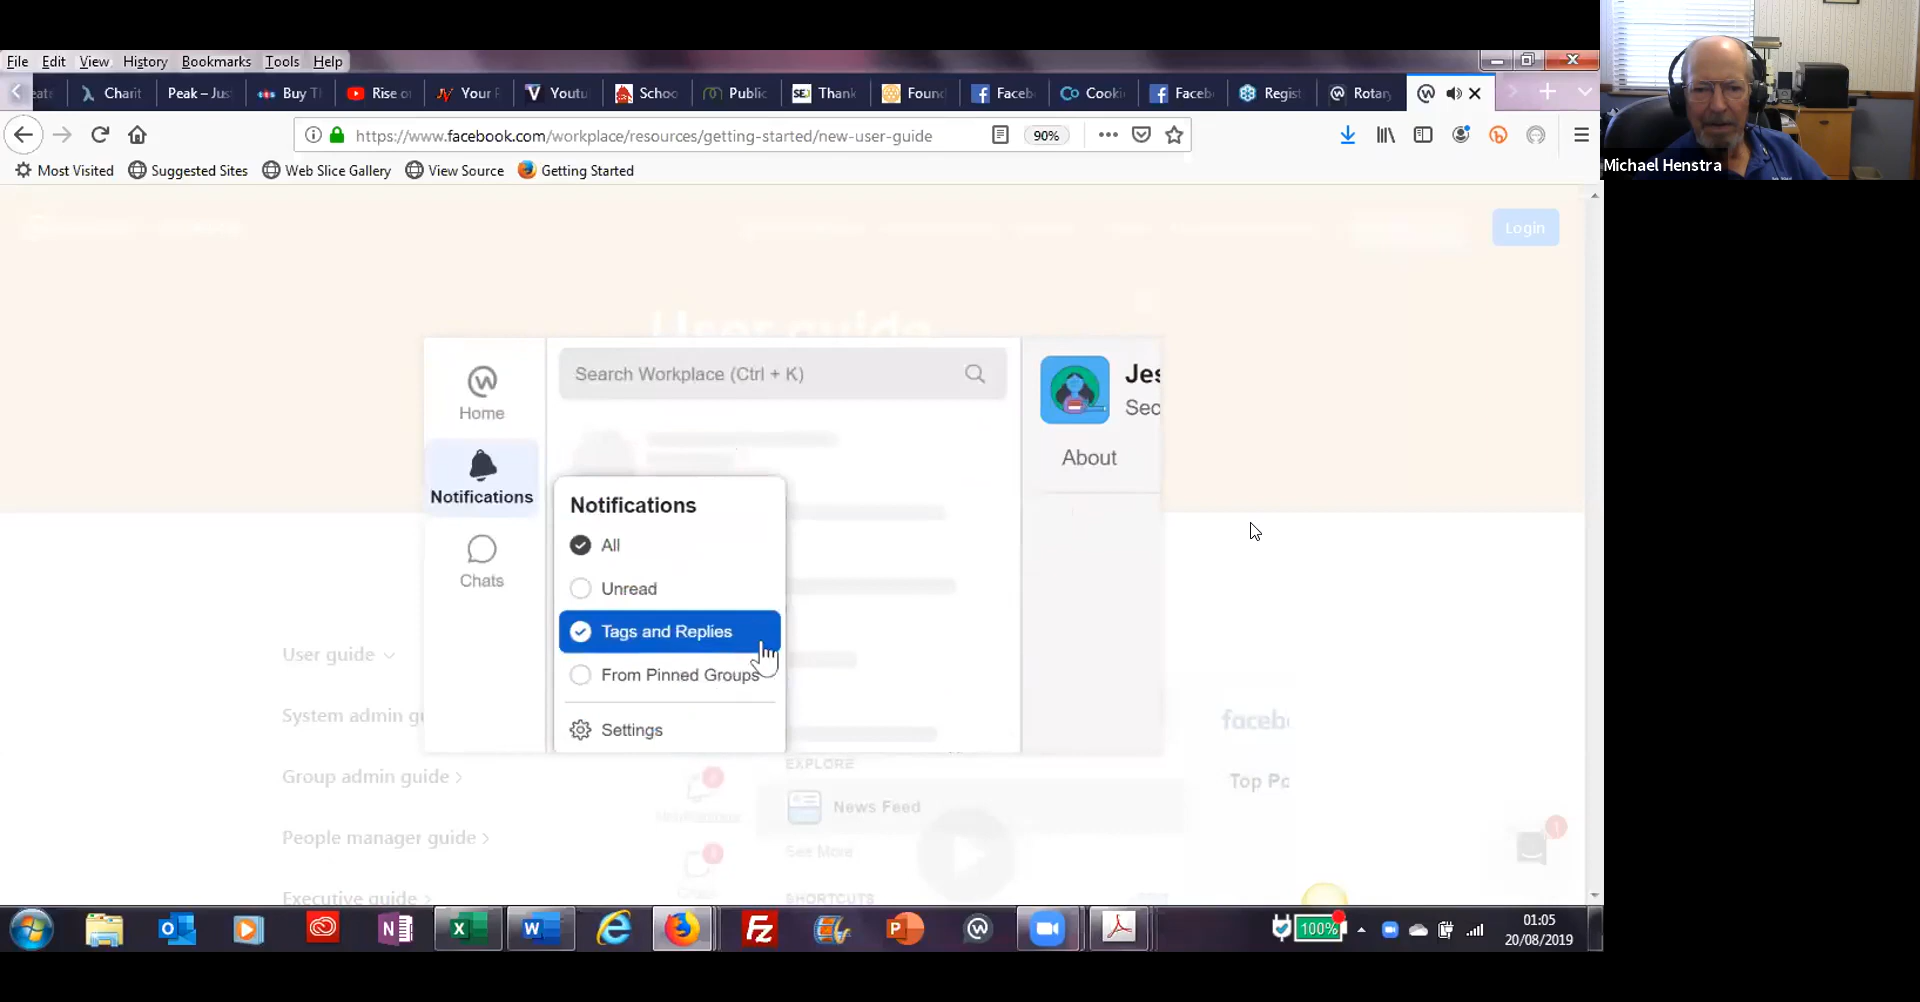 File Edit View History Bookmarks Tools Help
Charit Peak – Jus Buy T Rise o Your Youtu Schoo Public Thank Found Faceb Cooki Faceb Regist Rotary
https://www.facebook.com/workplace/resources/getting-started/new-user-guide 90%
Most Visited Suggested Sites Web Slice Gallery View Source Getting Started
Michael Henstra
Login
User guide
Home
Search Workplace (Ctrl + K)
Jes
Sec
About
Notifications
Chats
Notifications
All
Unread
Tags and Replies
From Pinned Groups
Settings
User guide
System admin gu
Group admin guide
People manager guide
Executive guide
EXPLORE
News Feed
See More
SHORTCUTS
faceb
Top Po
100%
01:05
20/08/2019